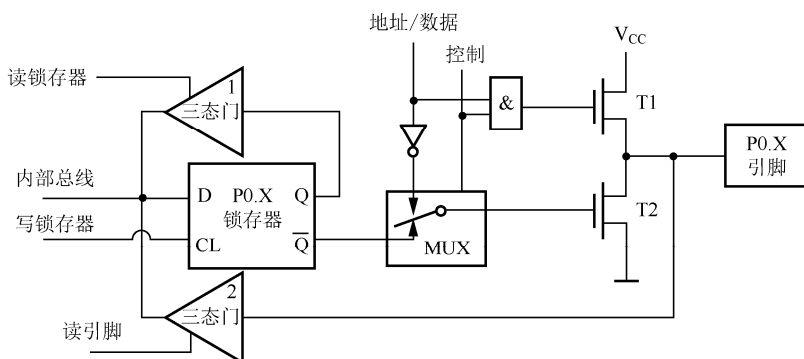 地址/数据
控制
V_CC
读锁存器
1
三态门
&
T1
P0.X
引脚
内部总线
D
P0.X
锁存器
Q
写锁存器
CL
Q̅
MUX
T2
2
三态门
读引脚